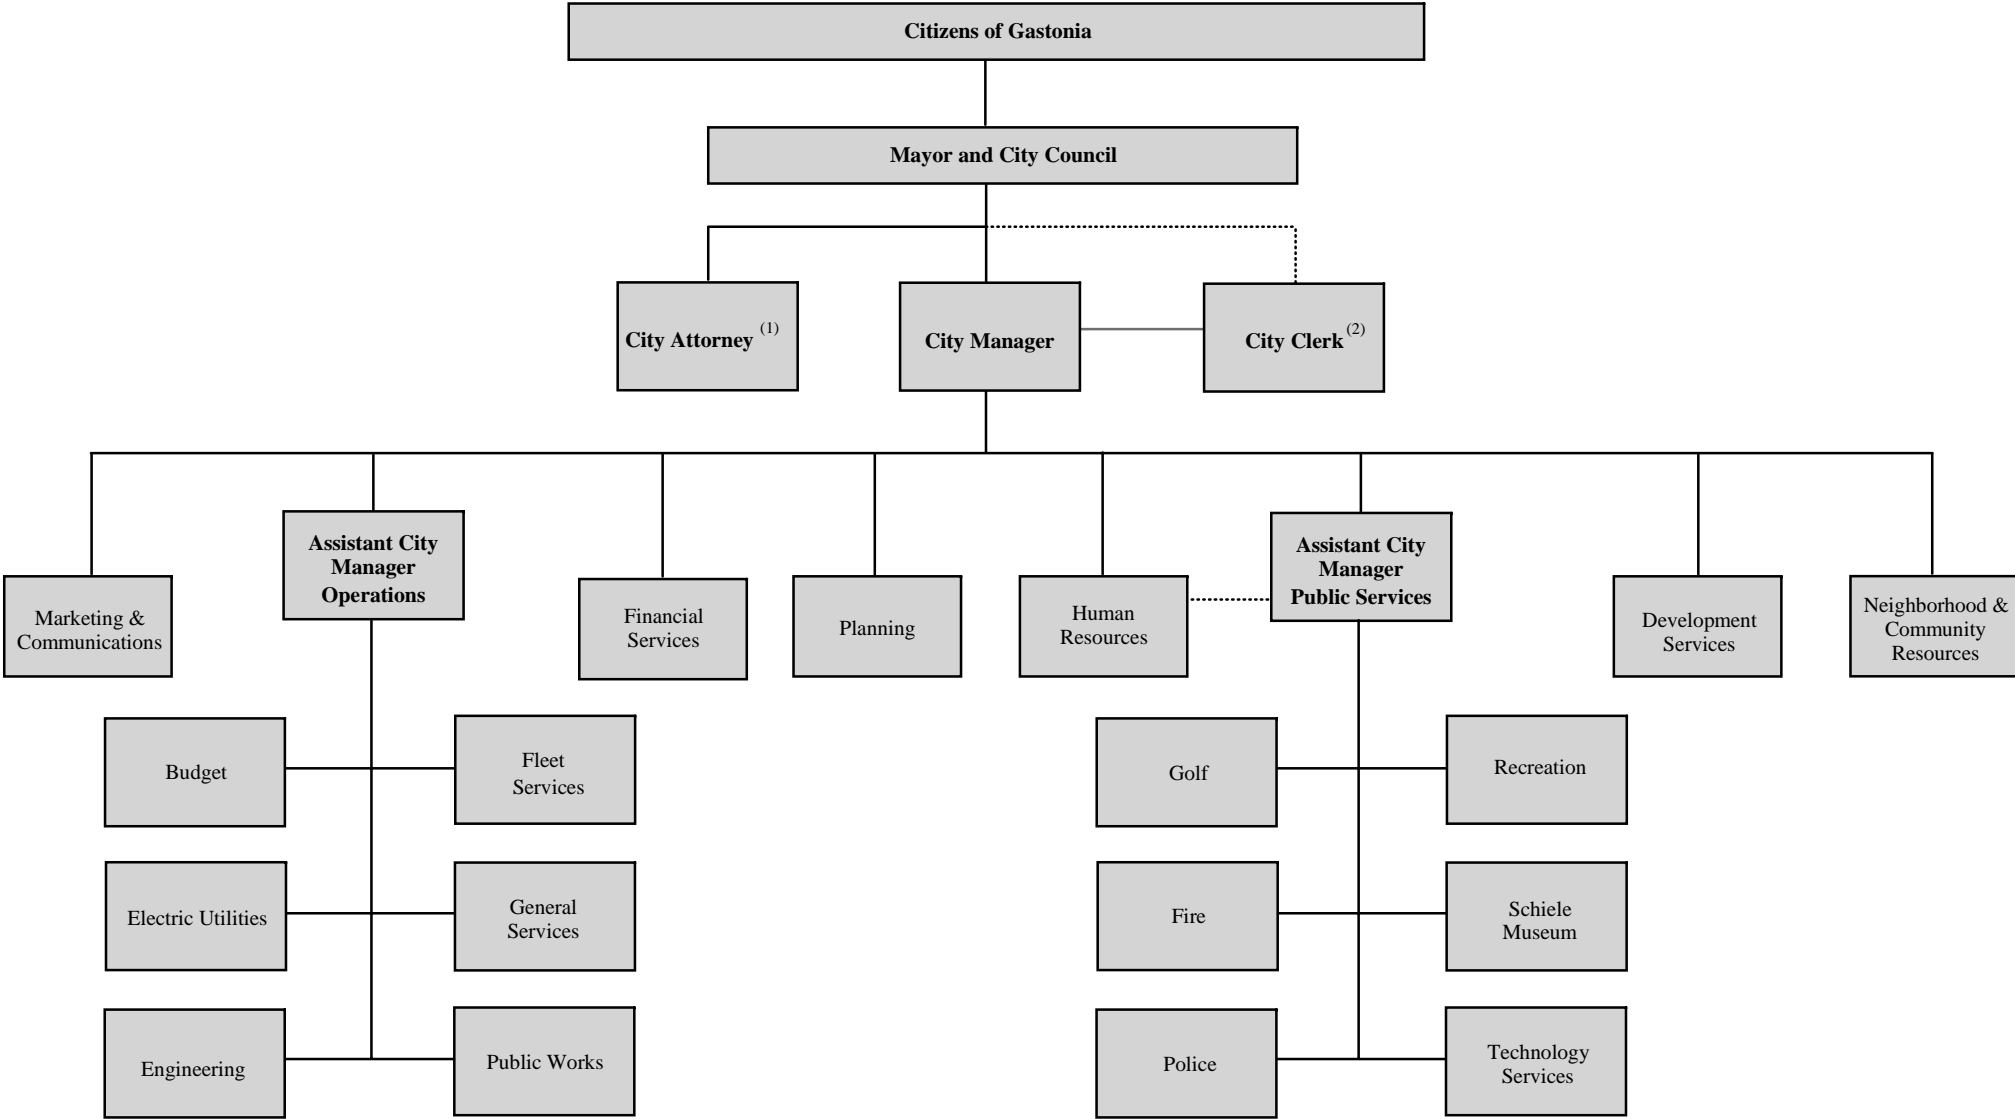 Citizens of Gastonia
Mayor and City Council
City Attorney (1)
City Manager
City Clerk (2)
Assistant City
Manager
Operations
Assistant City
Manager
Public Services
Marketing &
Communications
Financial
Services
Planning
Human
Resources
Development
Services
Neighborhood &
Community
Resources
Budget
Fleet
Services
Golf
Recreation
Electric Utilities
General
Services
Fire
Schiele
Museum
Engineering
Public Works
Police
Technology
Services